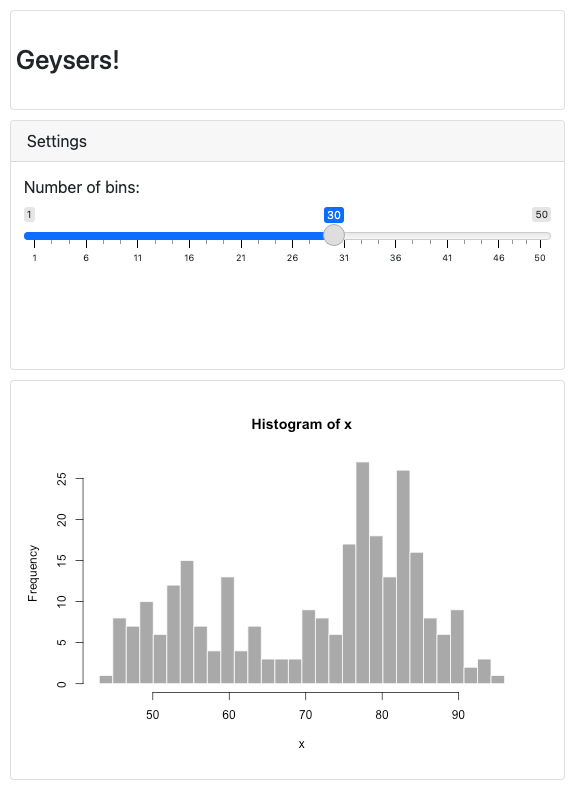 Geysers!
Settings
Number of bins:
1 30 50
1 6 11 16 21 26 31 36 41 46 50
Histogram of x
25
20
15
10
5
0
Frequency
50 60 70 80 90
x